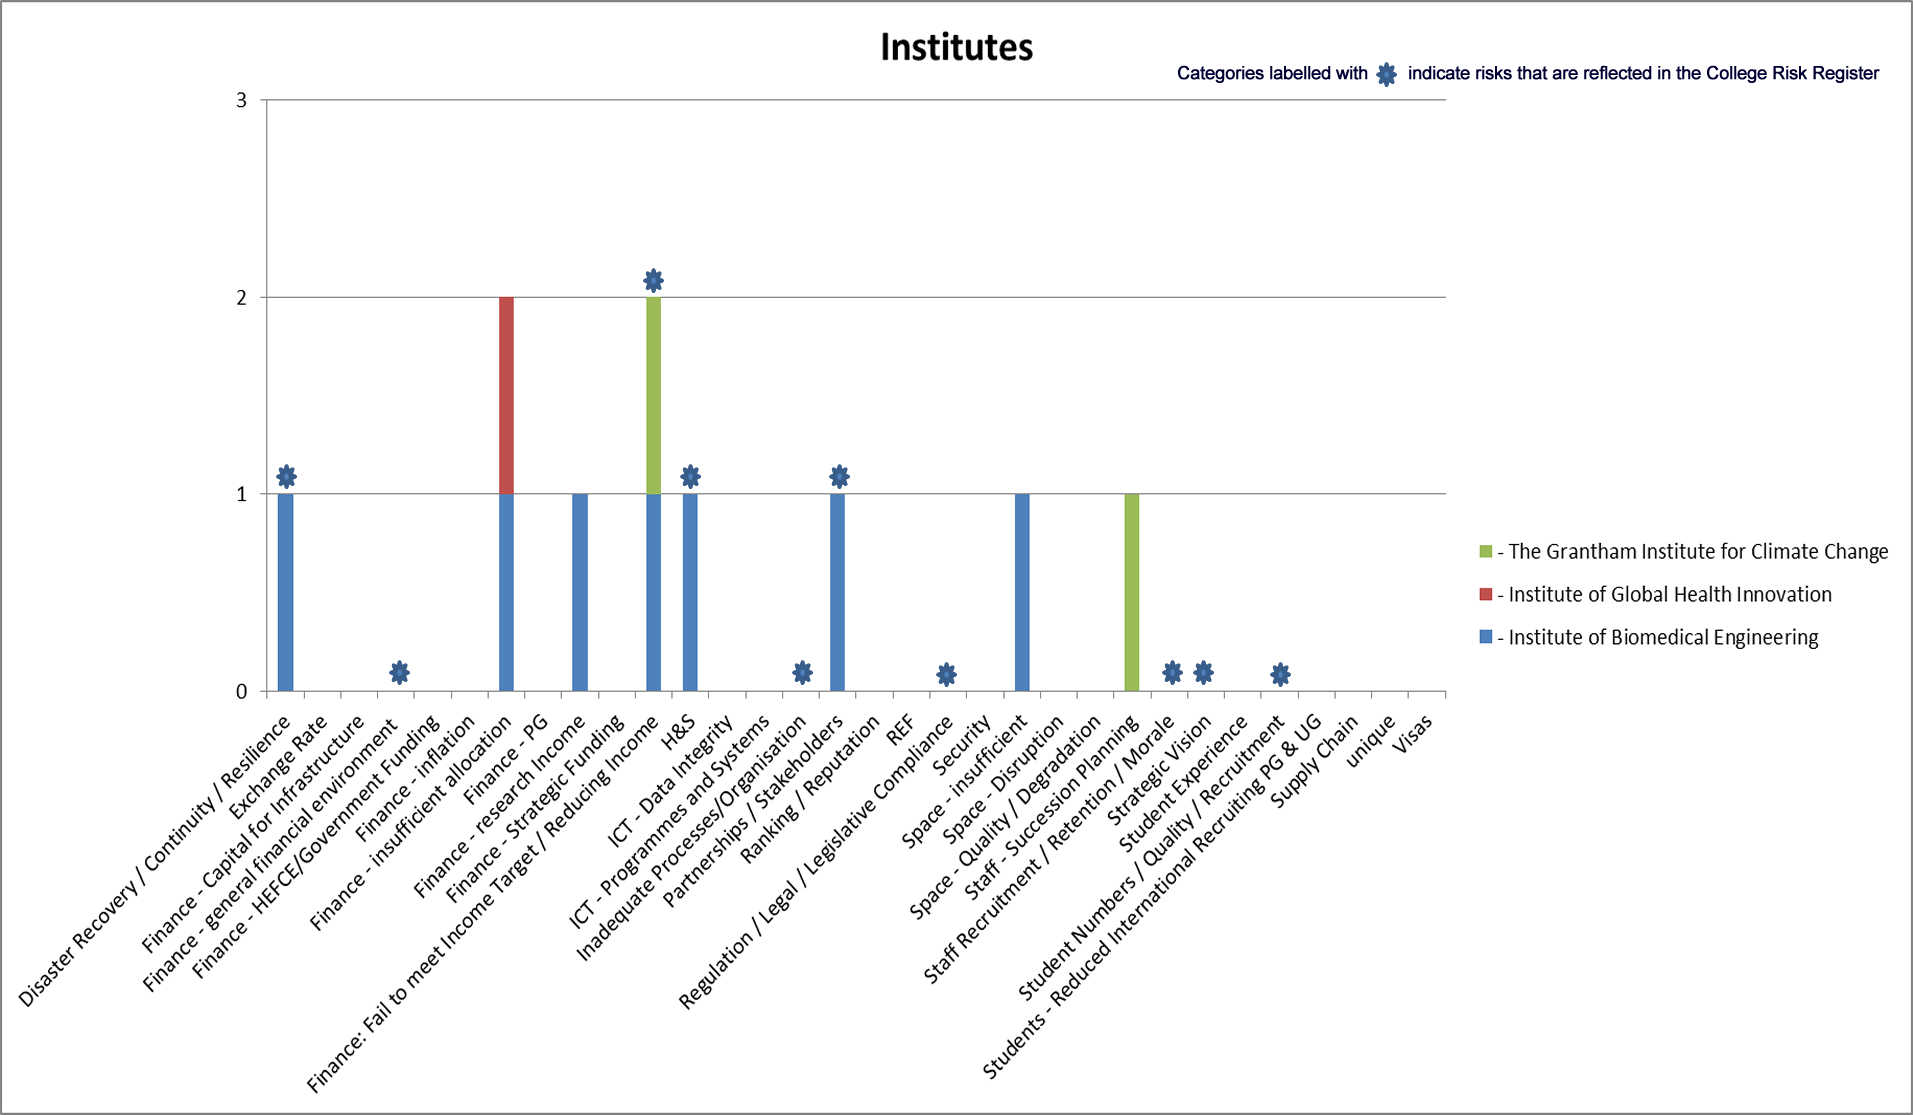 Institutes
Categories labelled with indicate risks that are reflected in the College Risk Register
3
2
1
0
- The Grantham Institute for Climate Change
- Institute of Global Health Innovation
- Institute of Biomedical Engineering
Disaster Recovery / Continuity / Resilience
Exchange Rate
Finance - Capital for Infrastructure
Finance - general financial environment
Finance - HEFCE/Government Funding
Finance - inflation
Finance - insufficient allocation
Finance - PG
Finance - research Income
Finance - Strategic Funding
Finance: Fail to meet Income Target / Reducing Income
H&S
ICT - Data Integrity
ICT - Programmes and Systems
Inadequate Processes/Organisation
Partnerships / Stakeholders
Ranking / Reputation
REF
Regulation / Legal / Legislative Compliance
Security
Space - insufficient
Space - Disruption
Space - Quality / Degradation
Staff - Succession Planning
Staff Recruitment / Retention / Morale
Strategic Vision
Student Experience
Student Numbers / Quality / Recruitment
Students - Reduced International Recruiting PG & UG
Supply Chain
unique
Visas